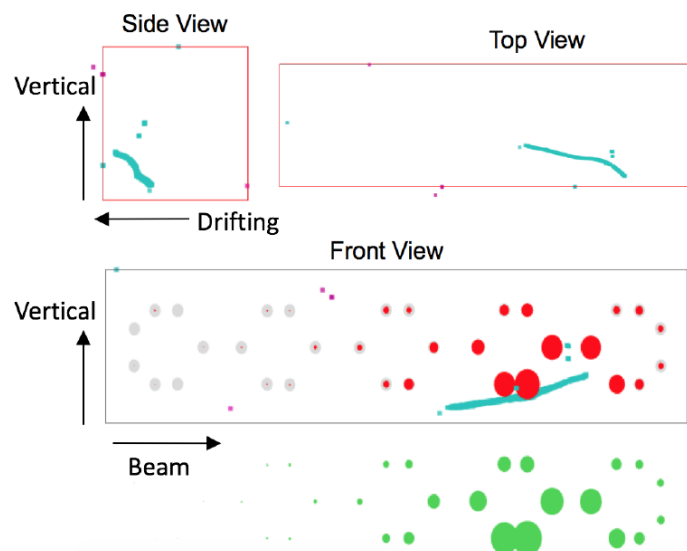 Side View
Top View
Vertical
Drifting
Front View
Vertical
Beam